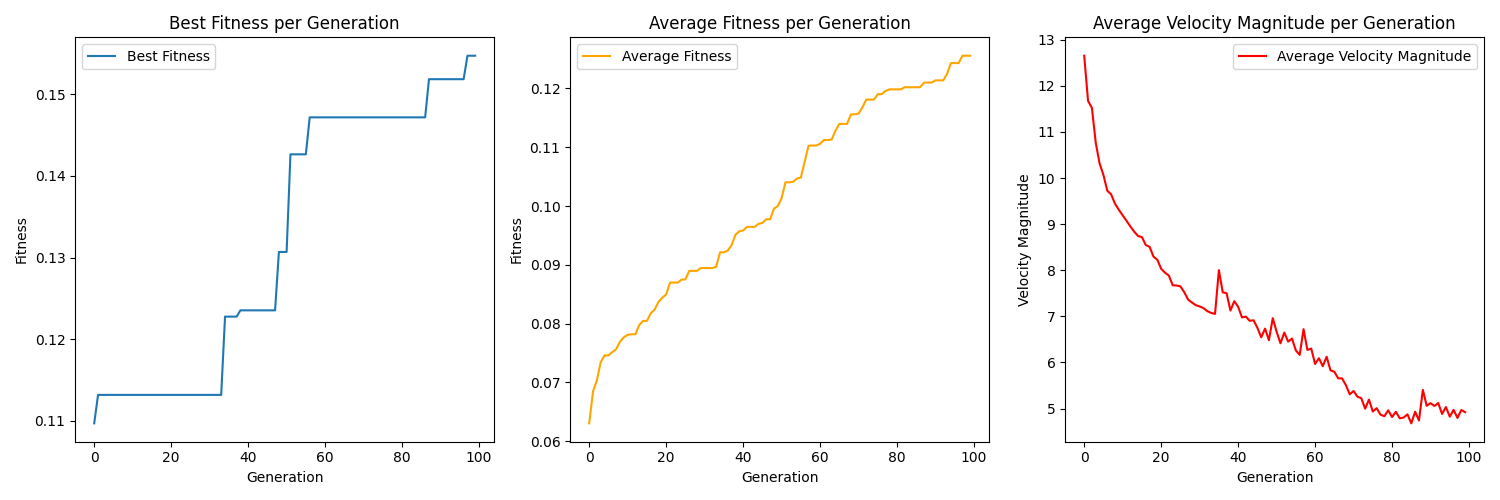 Best Fitness per Generation
Best Fitness
0.15
0.14
0.13
0.12
0.11
Fitness
0 20 40 60 80 100
Generation
Average Fitness per Generation
Average Fitness
0.12
0.11
0.10
0.09
0.08
0.07
0.06
Fitness
0 20 40 60 80 100
Generation
Average Velocity Magnitude per Generation
Average Velocity Magnitude
13
12
11
10
9
8
7
6
5
Velocity Magnitude
0 20 40 60 80 100
Generation